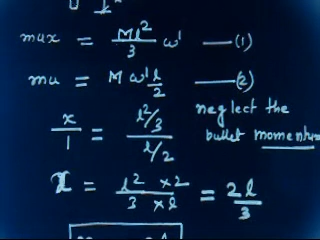 mux = Ml²/3 ω' —(1)
mu = M ω' l/2 —(2)
x/1 = (l²/3)/(l/2)
neglect the
bullet momentum
x = l² ×2/3 ×l = 2l/3